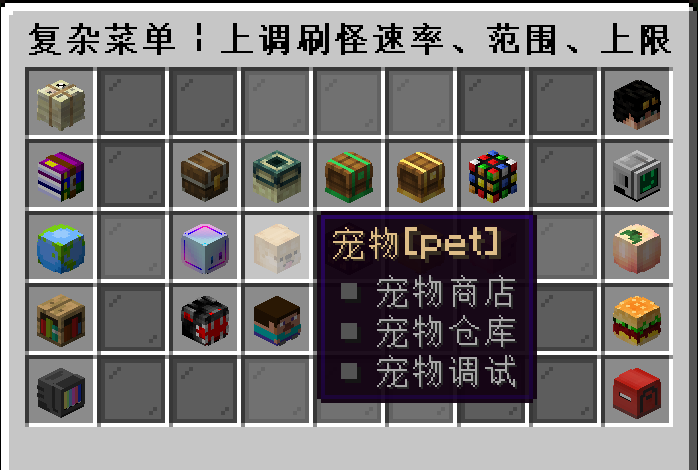 复杂菜单 ¦ 上调刷怪速率、范围、上限
宠物[pet]
■ 宠物商店
■ 宠物仓库
■ 宠物调试